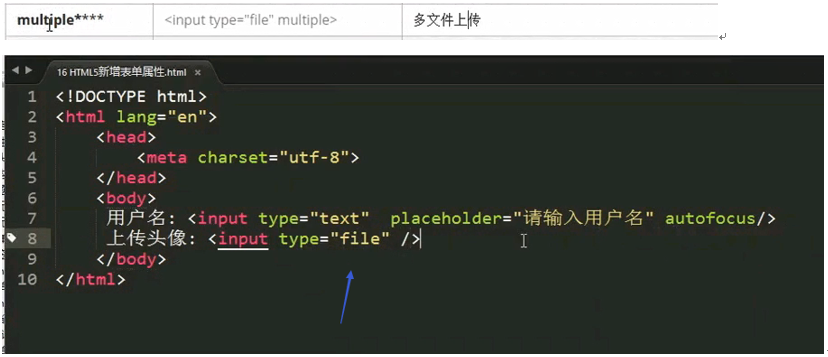 multiple**** <input type="file" multiple> 多文件上传
16 HTML5新增表单属性.html ×
1 <!DOCTYPE html>
2 <html lang="en">
3 <head>
4 <meta charset="utf-8">
5 </head>
6 <body>
7 用户名: <input type="text"  placeholder="请输入用户名" autofocus/>
8 上传头像: <input type="file" />
9 </body>
10 </html>